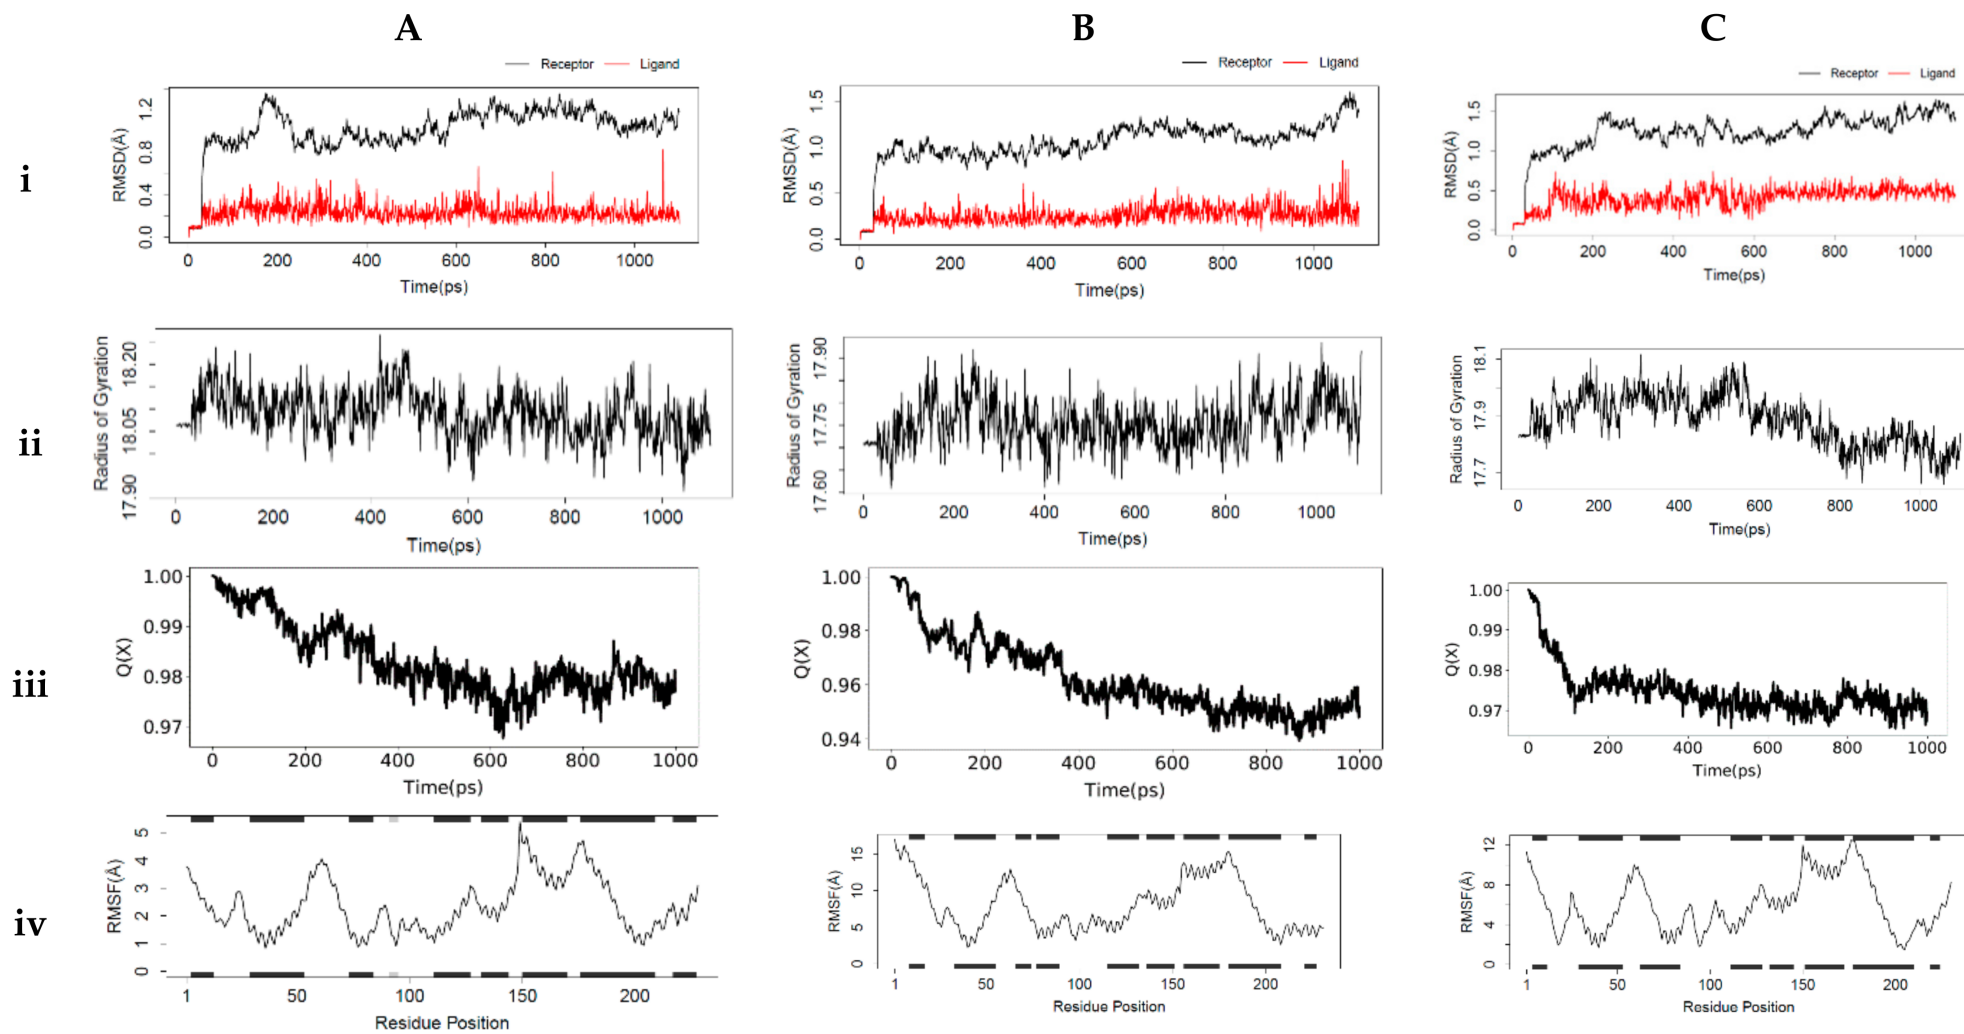 A B C
i
Receptor Ligand
RMSD(Å)
0.0 0.4 0.8 1.2
0 200 400 600 800 1000
Time(ps)
Receptor Ligand
RMSD(Å)
0.0 0.5 1.0 1.5
0 200 400 600 800 1000
Time(ps)
Receptor Ligand
RMSD(Å)
0.0 0.5 1.0 1.5
0 200 400 600 800 1000
Time(ps)
ii
Radius of Gyration
17.90 18.05 18.20
0 200 400 600 800 1000
Time(ps)
Radius of Gyration
17.60 17.75 17.90
0 200 400 600 800 1000
Time(ps)
Radius of Gyration
17.7 17.9 18.1
0 200 400 600 800 1000
Time(ps)
iii
Q(X)
1.00
0.99
0.98
0.97
0 200 400 600 800 1000
Time(ps)
Q(X)
1.00
0.98
0.96
0.94
0 200 400 600 800 1000
Time(ps)
Q(X)
1.00
0.99
0.98
0.97
0 200 400 600 800 1000
Time(ps)
iv
RMSF(Å)
0 1 2 3 4 5
1 50 100 150 200
Residue Position
RMSF(Å)
0 5 10 15
1 50 100 150 200
Residue Position
RMSF(Å)
0 4 8 12
1 50 100 150 200
Residue Position